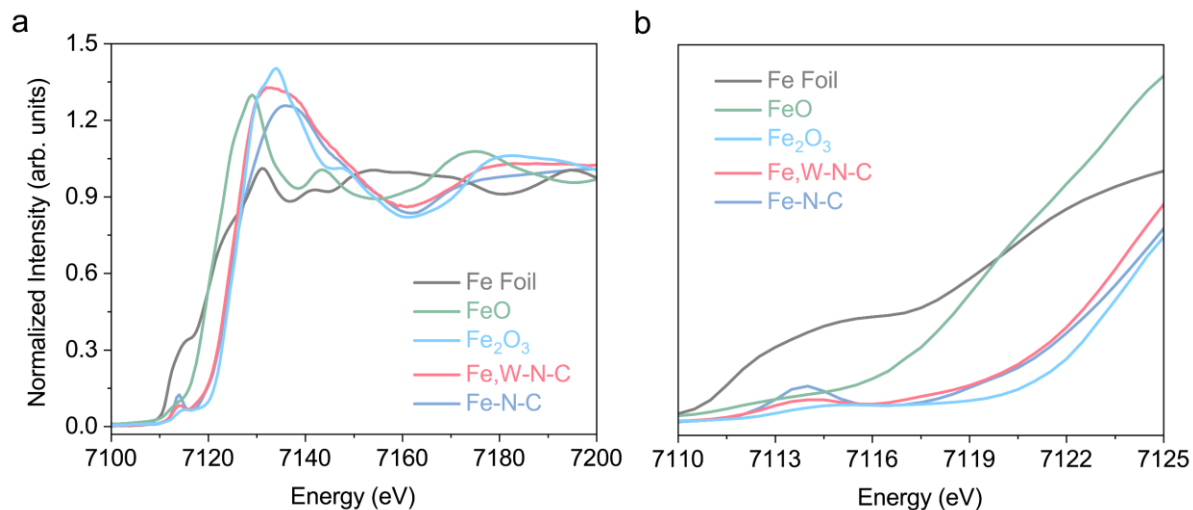 a
1.5
1.2
0.9
0.6
0.3
0.0
Normalized Intensity (arb. units)
Fe Foil
FeO
Fe₂O₃
Fe,W-N-C
Fe-N-C
7100 7120 7140 7160 7180 7200
Energy (eV)
b
Fe Foil
FeO
Fe₂O₃
Fe,W-N-C
Fe-N-C
7110 7113 7116 7119 7122 7125
Energy (eV)